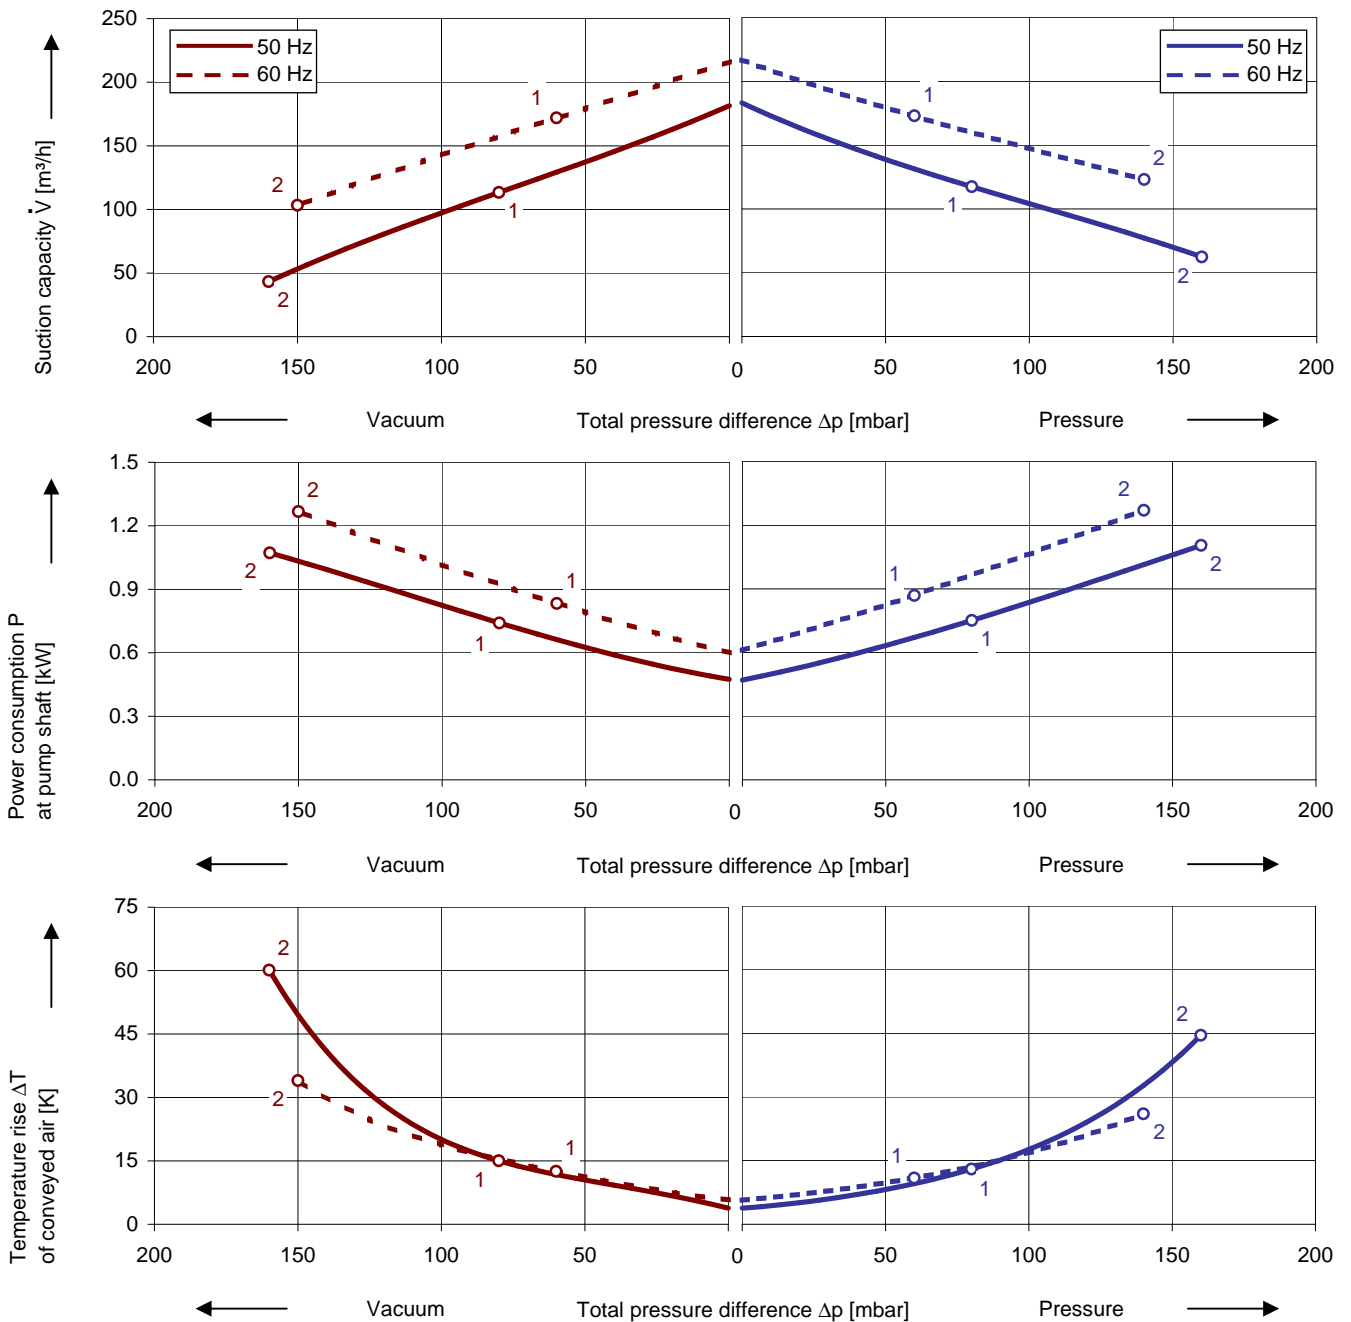 250
200
150
100
50
0
Suction capacity V̇ [m³/h]
50 Hz
60 Hz
50 Hz
60 Hz
1
2
1
2
1
2
1
2
200 150 100 50 0 50 100 150 200
Vacuum Total pressure difference Δp [mbar] Pressure
1.5
1.2
0.9
0.6
0.3
0.0
Power consumption P
at pump shaft [kW]
2
2
1
1
2
1
2
1
200 150 100 50 0 50 100 150 200
Vacuum Total pressure difference Δp [mbar] Pressure
75
60
45
30
15
0
Temperature rise ΔT
of conveyed air [K]
2
2
1
1
2
2
1
1
200 150 100 50 0 50 100 150 200
Vacuum Total pressure difference Δp [mbar] Pressure